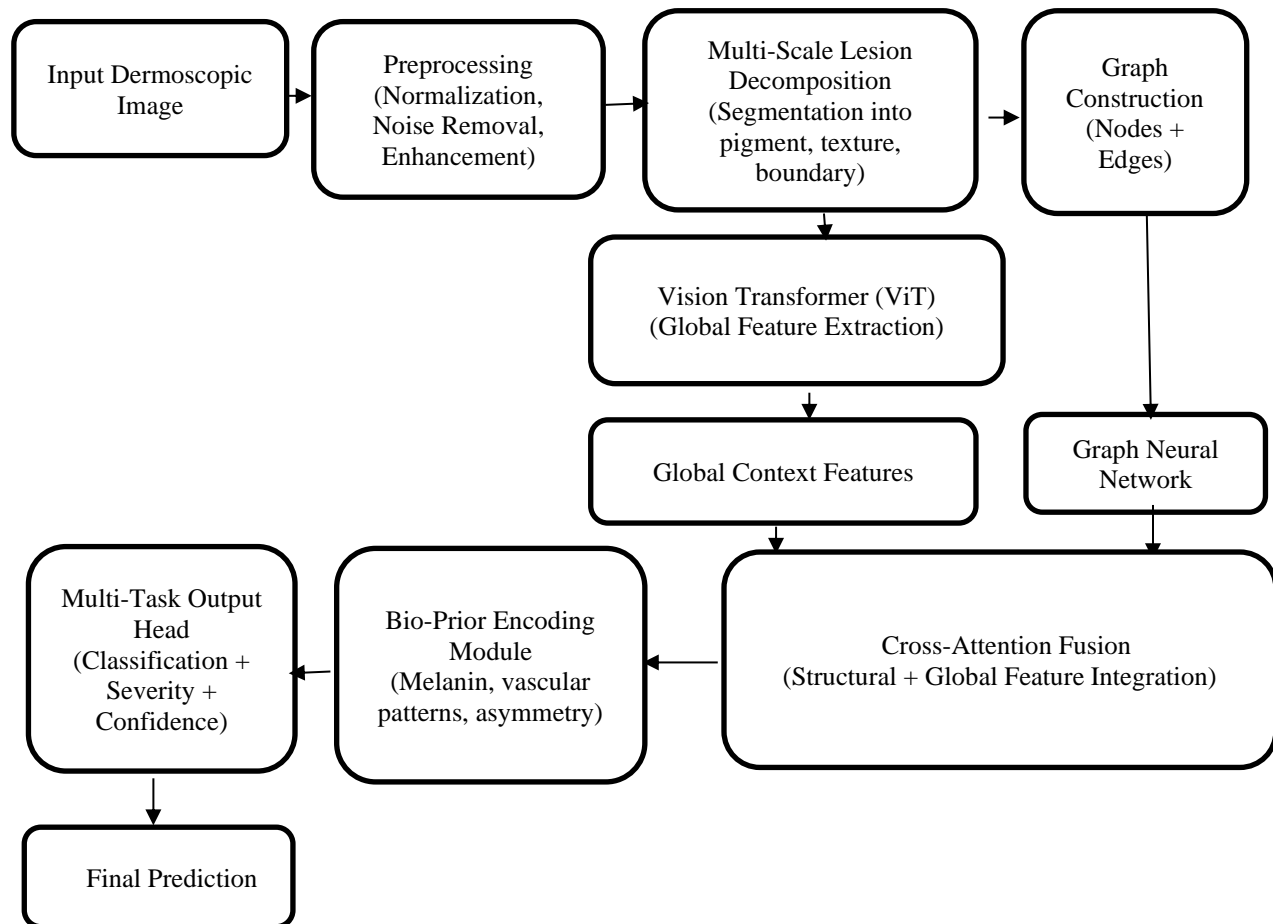 Input Dermoscopic
Image
Preprocessing
(Normalization,
Noise Removal,
Enhancement)
Multi-Scale Lesion
Decomposition
(Segmentation into
pigment, texture,
boundary)
Graph
Construction
(Nodes +
Edges)
Vision Transformer (ViT)
(Global Feature Extraction)
Global Context Features
Graph Neural
Network
Cross-Attention Fusion
(Structural + Global Feature Integration)
Bio-Prior Encoding
Module
(Melanin, vascular
patterns, asymmetry)
Multi-Task Output
Head
(Classification +
Severity +
Confidence)
Final Prediction